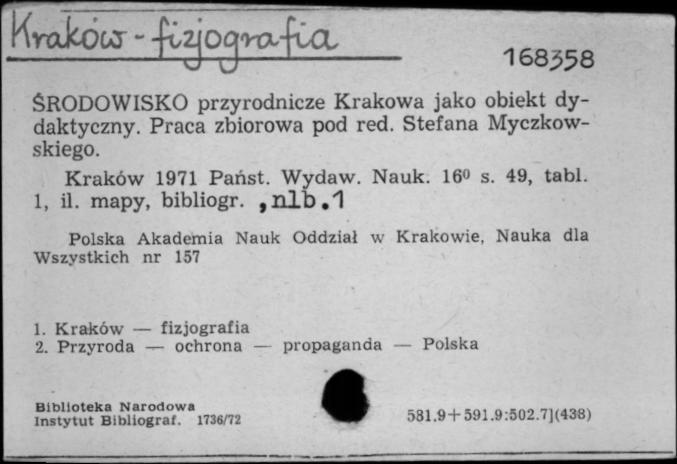 Kraków - fizjografia
168358
ŚRODOWISKO przyrodnicze Krakowa jako obiekt dy-
daktyczny. Praca zbiorowa pod red. Stefana Myczkow-
skiego.
Kraków 1971 Państ. Wydaw. Nauk. 16⁰ s. 49, tabl.
1, il. mapy, bibliogr. , nlb. 1
Polska Akademia Nauk Oddział w Krakowie, Nauka dla
Wszystkich nr 157
1. Kraków — fizjografia
2. Przyroda — ochrona — propaganda — Polska
Biblioteka Narodowa
Instytut Bibliograf. 1736/72
581.9+591.9:502.7](438)